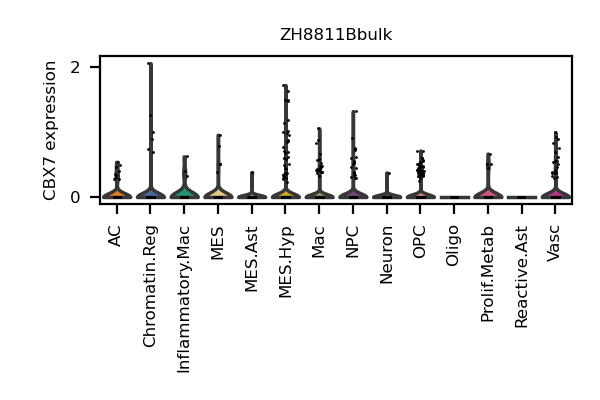 ZH8811Bbulk
CBX7 expression
2
0
AC
Chromatin.Reg
Inflammatory.Mac
MES
MES.Ast
MES.Hyp
Mac
NPC
Neuron
OPC
Oligo
Prolif.Metab
Reactive.Ast
Vasc